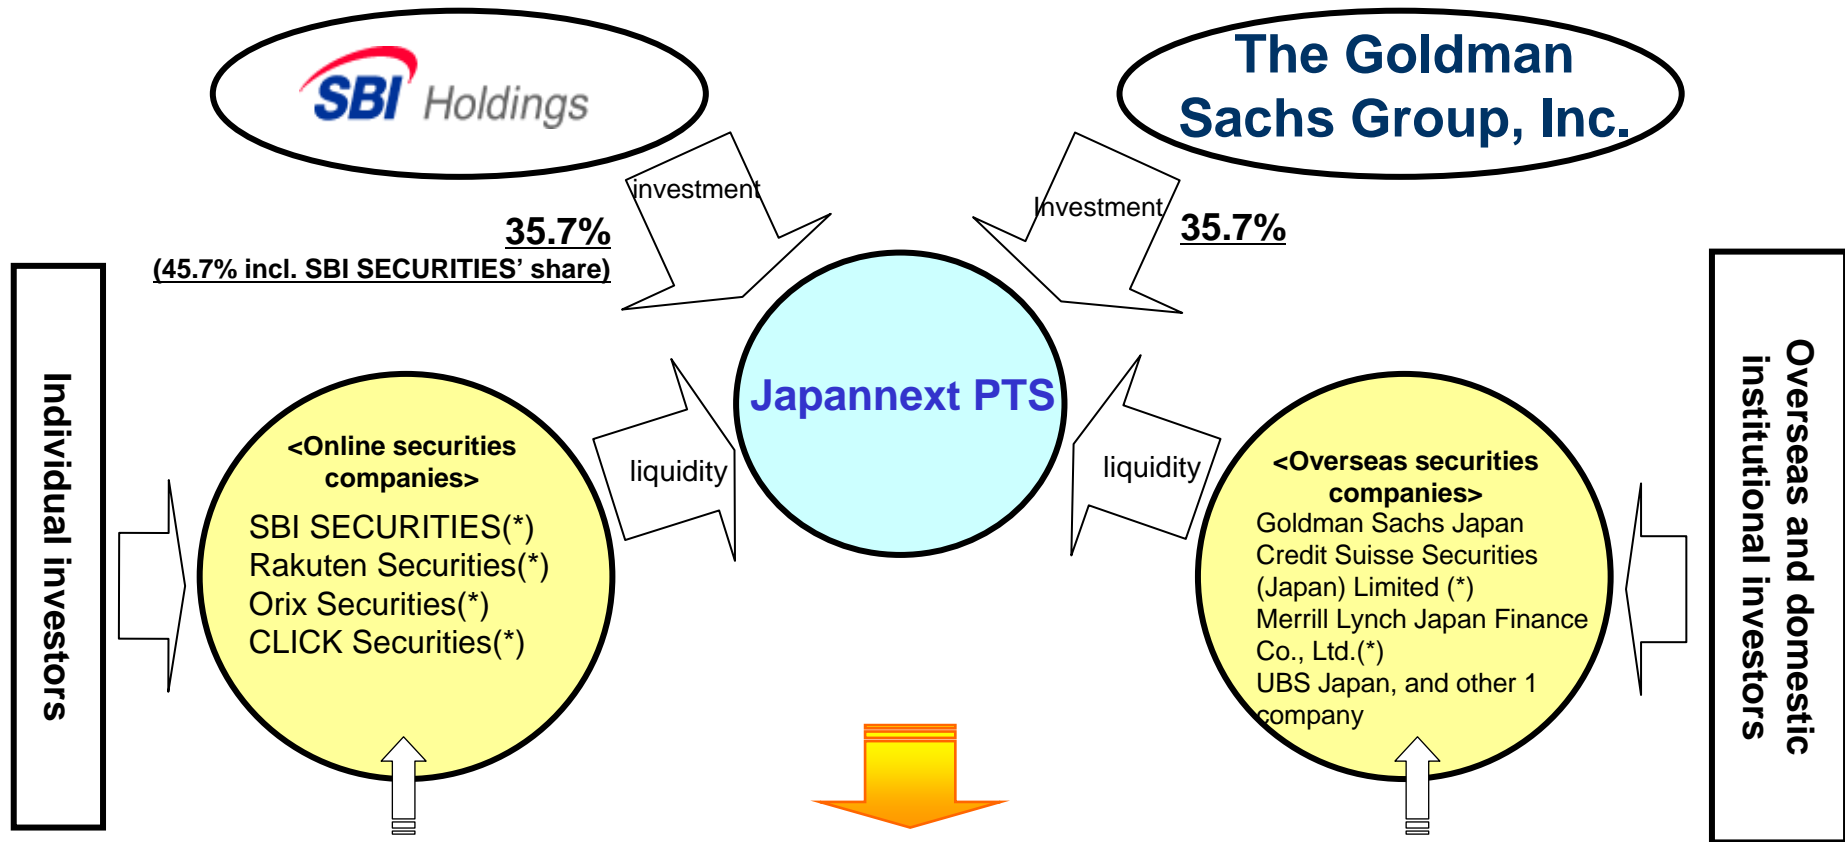 SBI Holdings
The Goldman
Sachs Group, Inc.
investment
Investment
35.7%
(45.7% incl. SBI SECURITIES’ share)
35.7%
Individual investors
Japannext PTS
<Online securities
companies>
SBI SECURITIES(*)
Rakuten Securities(*)
Orix Securities(*)
CLICK Securities(*)
liquidity
liquidity
<Overseas securities
companies>
Goldman Sachs Japan
Credit Suisse Securities
(Japan) Limited (*)
Merrill Lynch Japan Finance
Co., Ltd.(*)
UBS Japan, and other 1
company
Overseas and domestic
institutional investors